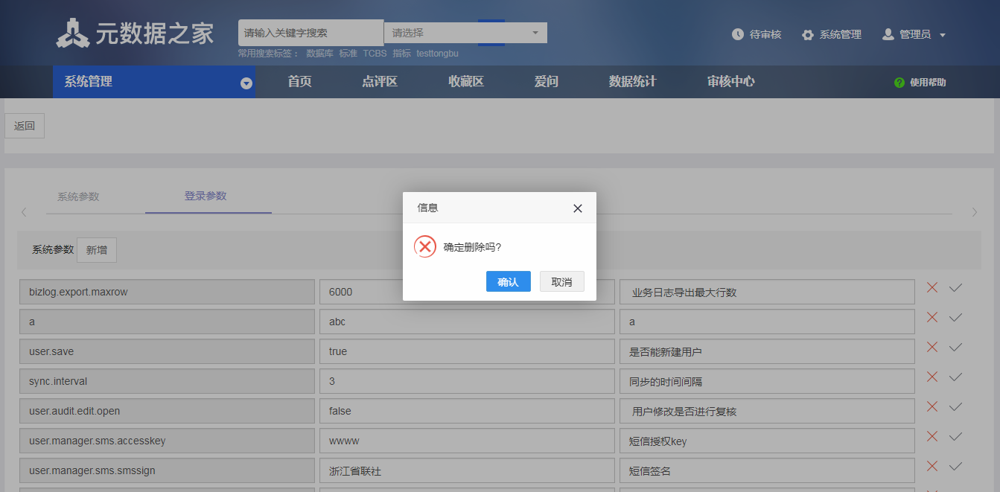 元数据之家
请输入关键字搜索
请选择
待审核
系统管理
管理员
常用搜索标签： 数据库 标准 TCBS 指标 testtongbu
系统管理
首页
点评区
收藏区
爱问
数据统计
审核中心
使用帮助
返回
系统参数
登录参数
信息
确定删除吗?
确认
取消
系统参数
新增
bizlog.export.maxrow
6000
业务日志导出最大行数
a
abc
a
user.save
true
是否能新建用户
sync.interval
3
同步的时间间隔
user.audit.edit.open
false
用户修改是否进行复核
user.manager.sms.accesskey
wwww
短信授权key
user.manager.sms.smssign
浙江省联社
短信签名